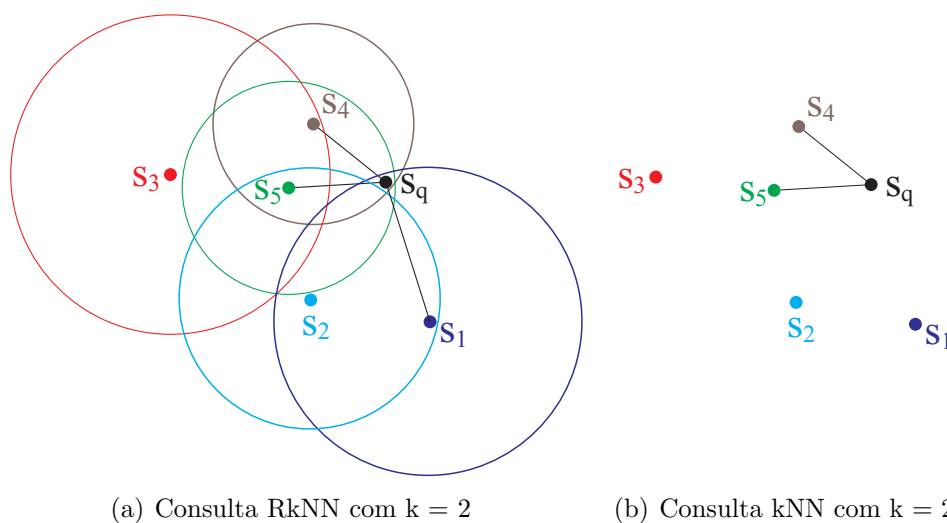 S4
S3
S5
Sq
S2
S1
S4
S3
S5
Sq
S2
S1
(a) Consulta RkNN com k = 2
(b) Consulta kNN com k = 2